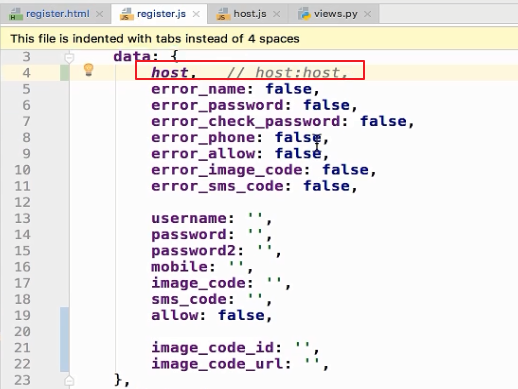 register.html register.js host.js views.py
This file is indented with tabs instead of 4 spaces
3 data: {
4 host, // host:host,
5 error_name: false,
6 error_password: false,
7 error_check_password: false,
8 error_phone: false,
9 error_allow: false,
10 error_image_code: false,
11 error_sms_code: false,
12
13 username: '',
14 password: '',
15 password2: '',
16 mobile: '',
17 image_code: '',
18 sms_code: '',
19 allow: false,
20
21 image_code_id: '',
22 image_code_url: '',
23 },